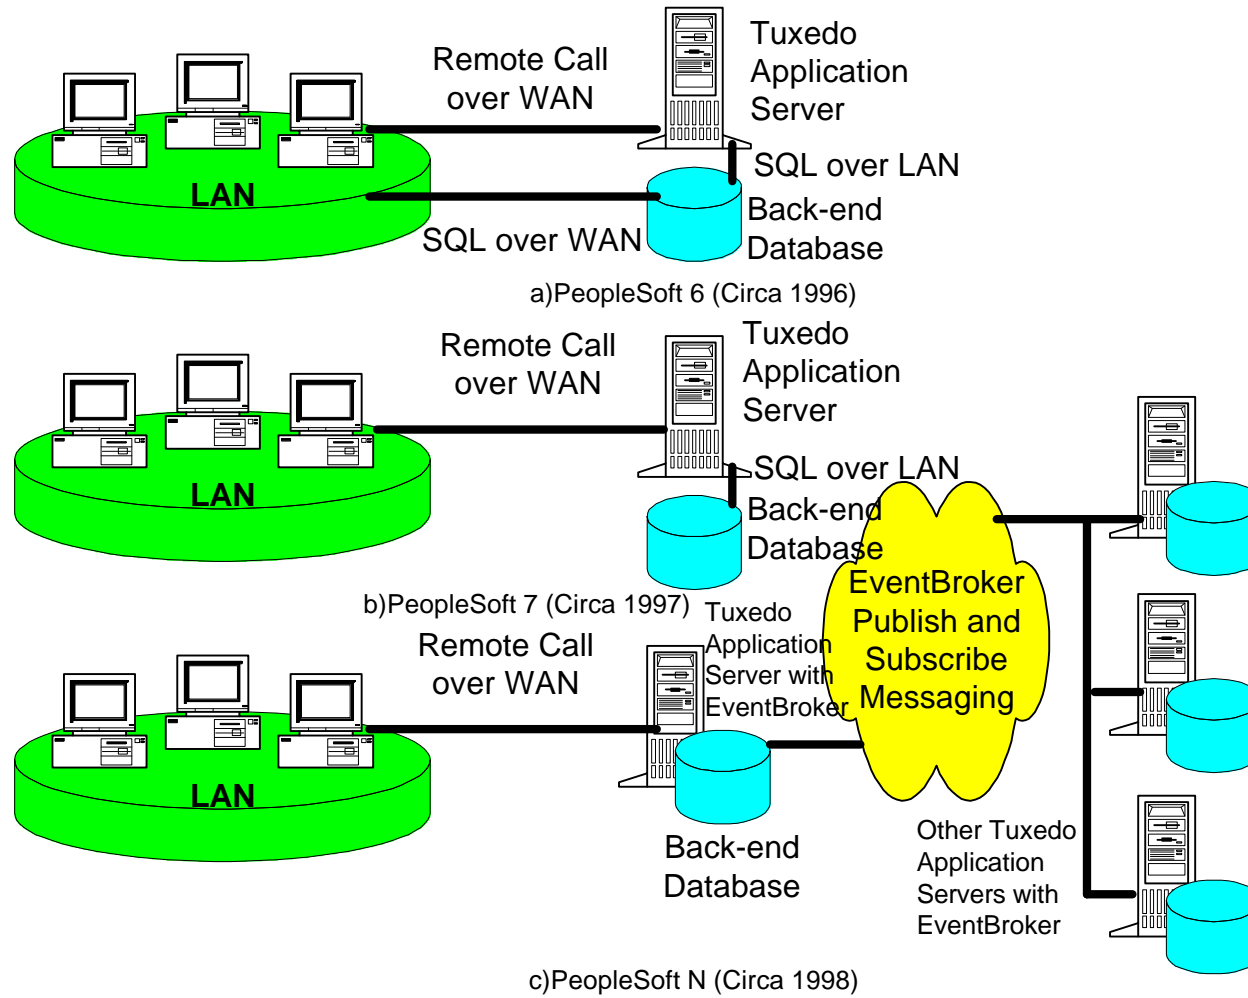 Remote Call
over WAN
Tuxedo
Application
Server
LAN
SQL over LAN
SQL over WAN
Back-end
Database
a)PeopleSoft 6 (Circa 1996)
Remote Call
over WAN
Tuxedo
Application
Server
LAN
SQL over LAN
Back-end
Database
b)PeopleSoft 7 (Circa 1997)
Remote Call
over WAN
Tuxedo
Application
Server with
EventBroker
EventBroker
Publish and
Subscribe
Messaging
LAN
Back-end
Database
Other Tuxedo
Application
Servers with
EventBroker
c)PeopleSoft N (Circa 1998)